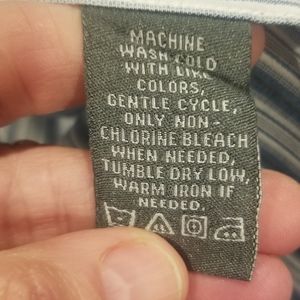 MACHINE
WASH COLD
WITH LIKE
COLORS,
GENTLE CYCLE,
ONLY NON-
CHLORINE BLEACH
WHEN NEEDED,
TUMBLE DRY LOW,
WARM IRON IF
NEEDED.